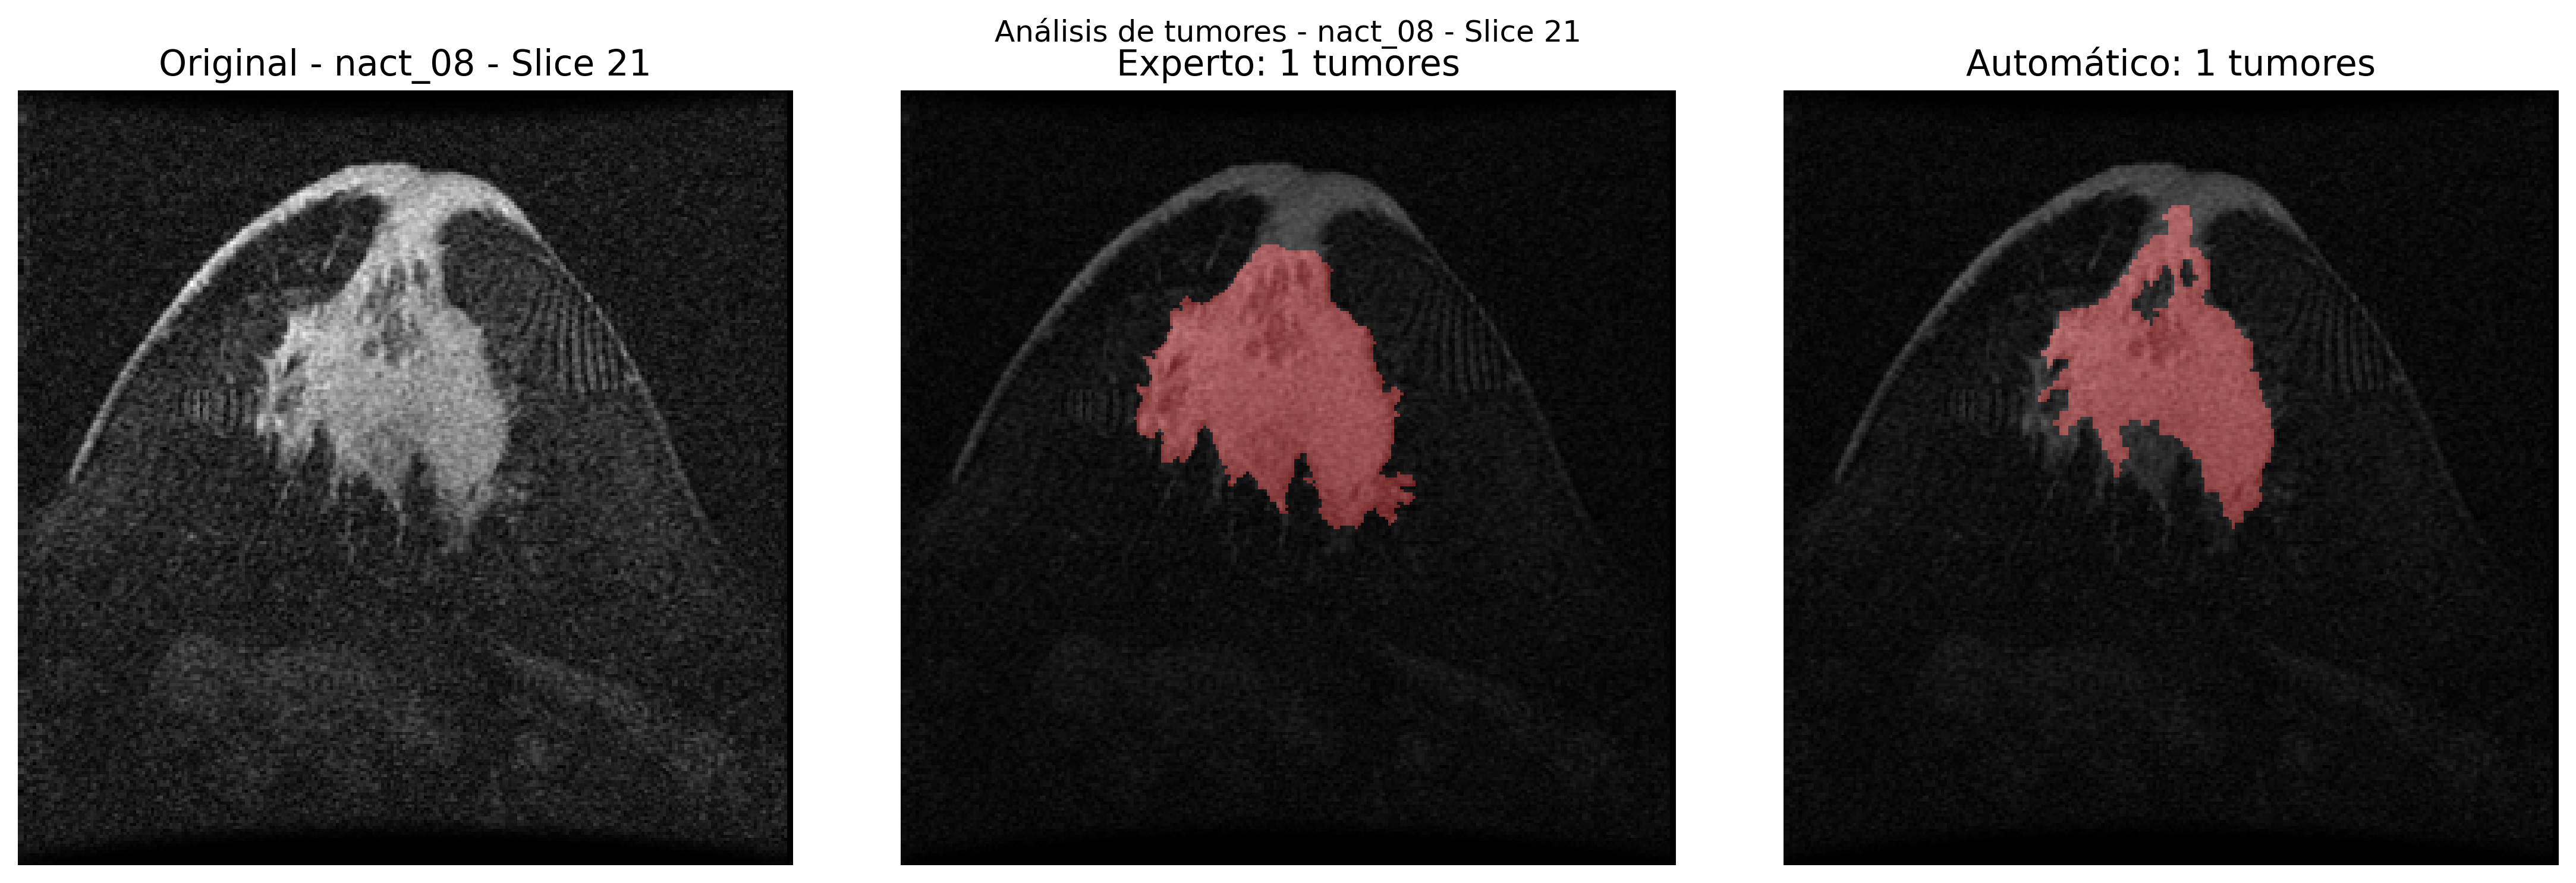 Análisis de tumores - nact_08 - Slice 21
Original - nact_08 - Slice 21
Experto: 1 tumores
Automático: 1 tumores